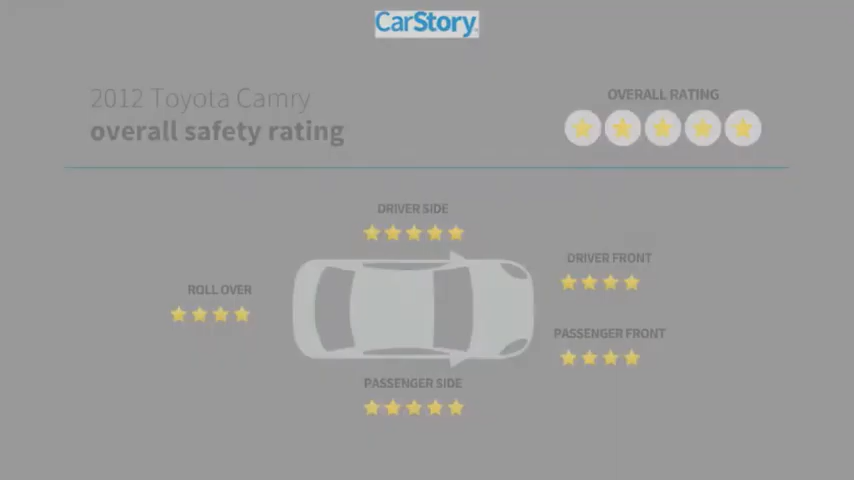 CarStory
2012 Toyota Camry
overall safety rating
OVERALL RATING
DRIVER SIDE
DRIVER FRONT
ROLL OVER
PASSENGER FRONT
PASSENGER SIDE